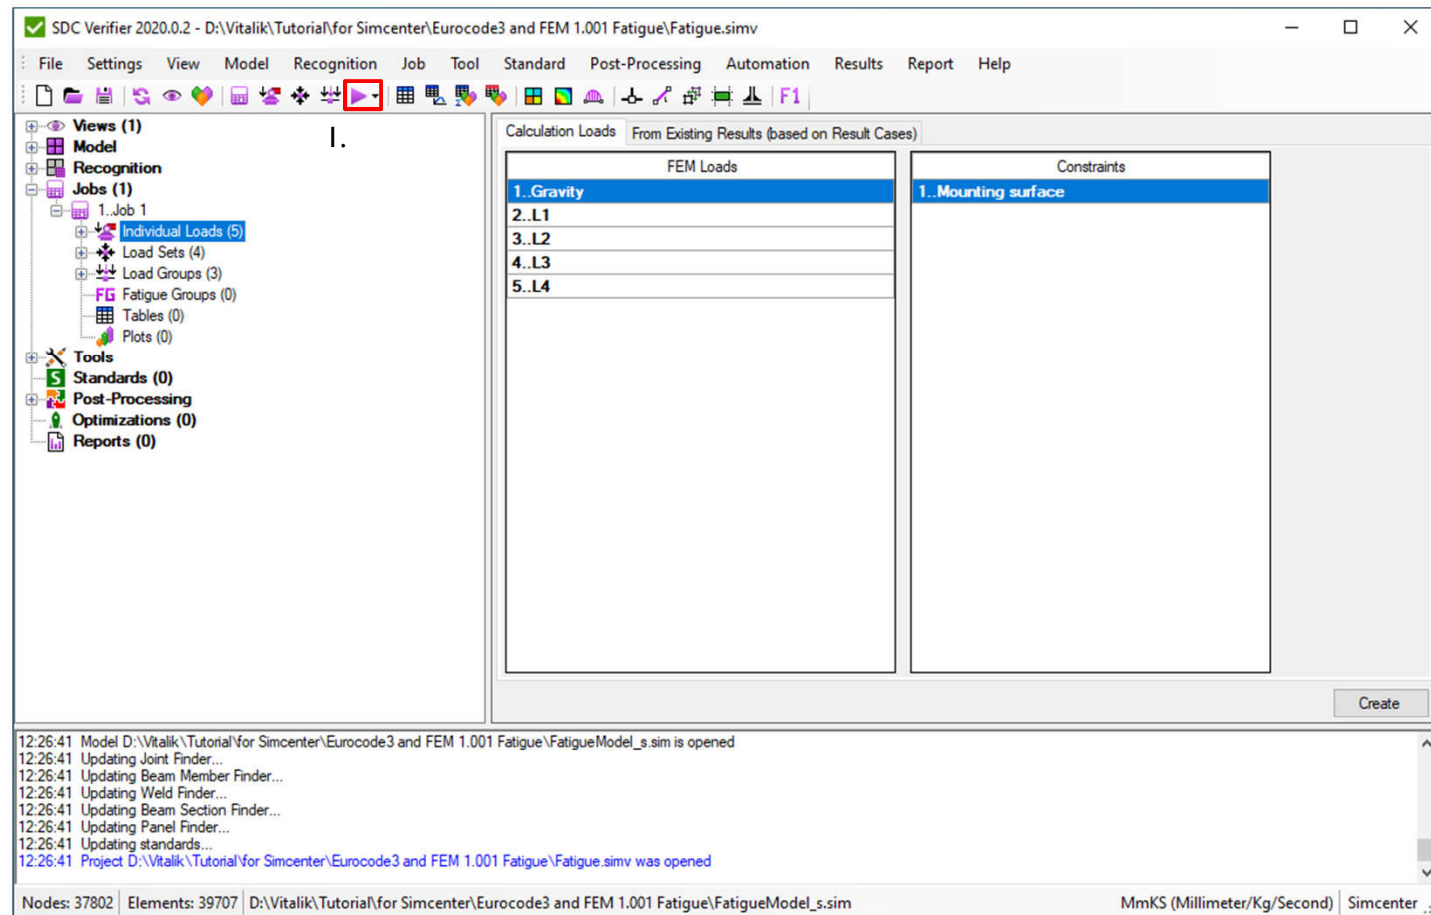 SDC Verifier 2020.0.2 - D:\Vitalik\Tutorial\for Simcenter\Eurocode3 and FEM 1.001 Fatigue\Fatigue.simv
File Settings View Model Recognition Job Tool Standard Post-Processing Automation Results Report Help
F1
1.
Views (1)
Model
Recognition
Jobs (1)
1..Job 1
Individual Loads (5)
Load Sets (4)
Load Groups (3)
FG Fatigue Groups (0)
Tables (0)
Plots (0)
Tools
S Standards (0)
Post-Processing
Optimizations (0)
Reports (0)
Calculation Loads From Existing Results (based on Result Cases)
FEM Loads
1..Gravity
2..L1
3..L2
4..L3
5..L4
Constraints
1..Mounting surface
Create
12:26:41 Model D:\Vitalik\Tutorial\for Simcenter\Eurocode3 and FEM 1.001 Fatigue\FatigueModel_s.sim is opened
12:26:41 Updating Joint Finder...
12:26:41 Updating Beam Member Finder...
12:26:41 Updating Weld Finder...
12:26:41 Updating Beam Section Finder...
12:26:41 Updating Panel Finder...
12:26:41 Updating standards...
12:26:41 Project D:\Vitalik\Tutorial\for Simcenter\Eurocode3 and FEM 1.001 Fatigue\Fatigue.simv was opened
Nodes: 37802 Elements: 39707 D:\Vitalik\Tutorial\for Simcenter\Eurocode3 and FEM 1.001 Fatigue\FatigueModel_s.sim MmKS (Millimeter/Kg/Second) Simcenter